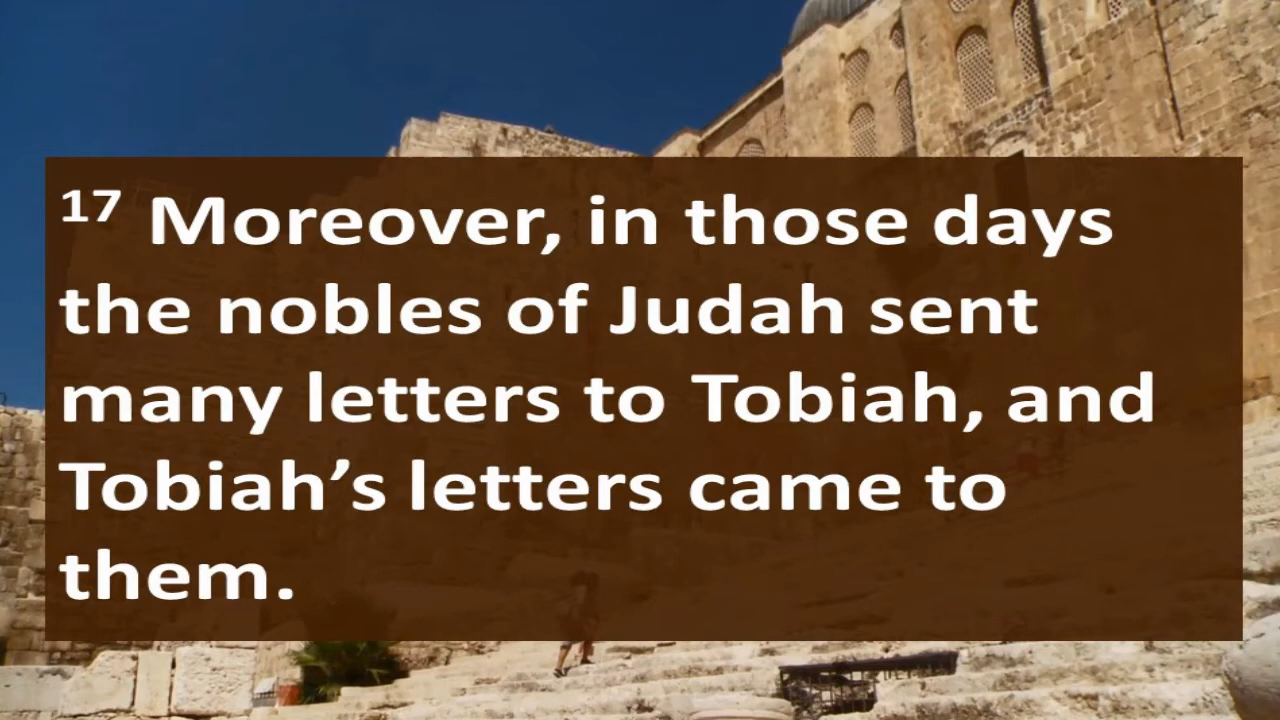 17 Moreover, in those days
the nobles of Judah sent
many letters to Tobiah, and
Tobiah’s letters came to
them.